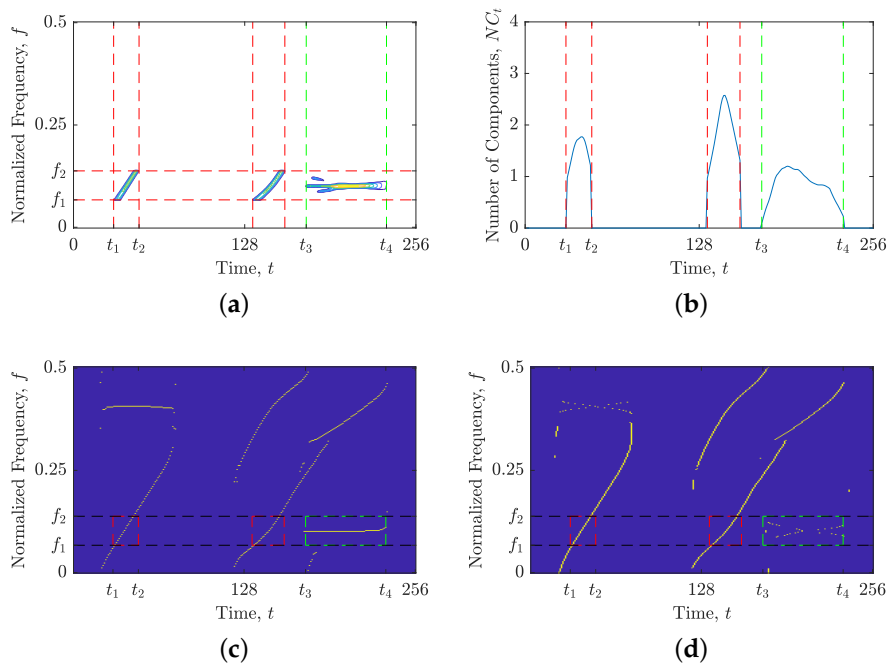 0.5
0.25
f2
f1
0
Normalized Frequency, f
0 t1 t2 128 t3 t4 256
Time, t
(a)
4
3
2
1
0
Number of Components, NCt
t1 t2 128 t3 t4 256
Time, t
(b)
0.5
0.25
f2
f1
0
Normalized Frequency, f
t1 t2 128 t3 t4 256
Time, t
(c)
0.5
0.25
f2
f1
0
Normalized Frequency, f
t1 t2 128 t3 t4 256
Time, t
(d)